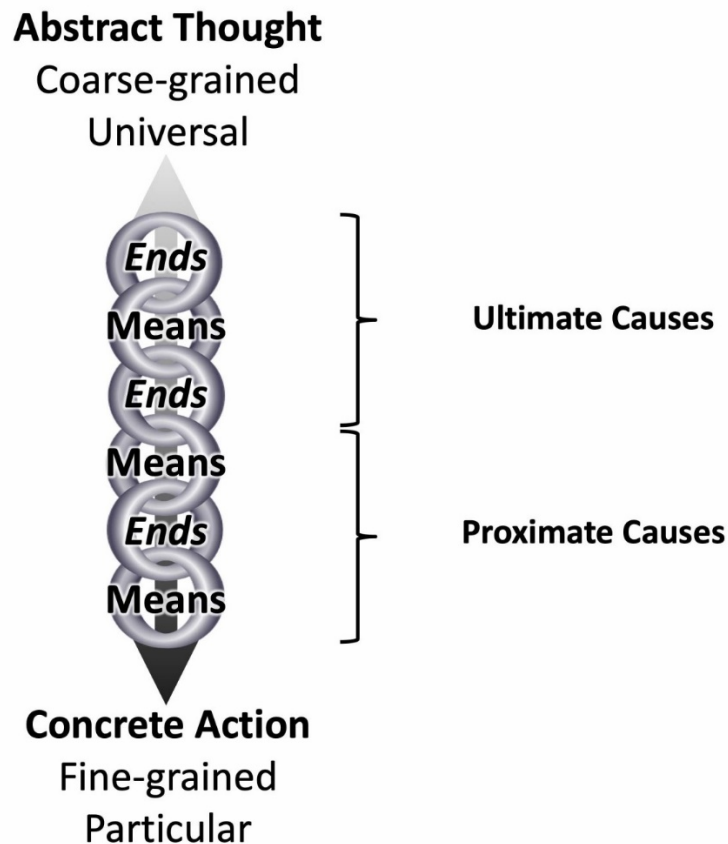 Abstract Thought
Coarse-grained
Universal
Ends
Means
Ends
Means
Ends
Means
Ultimate Causes
Proximate Causes
Concrete Action
Fine-grained
Particular